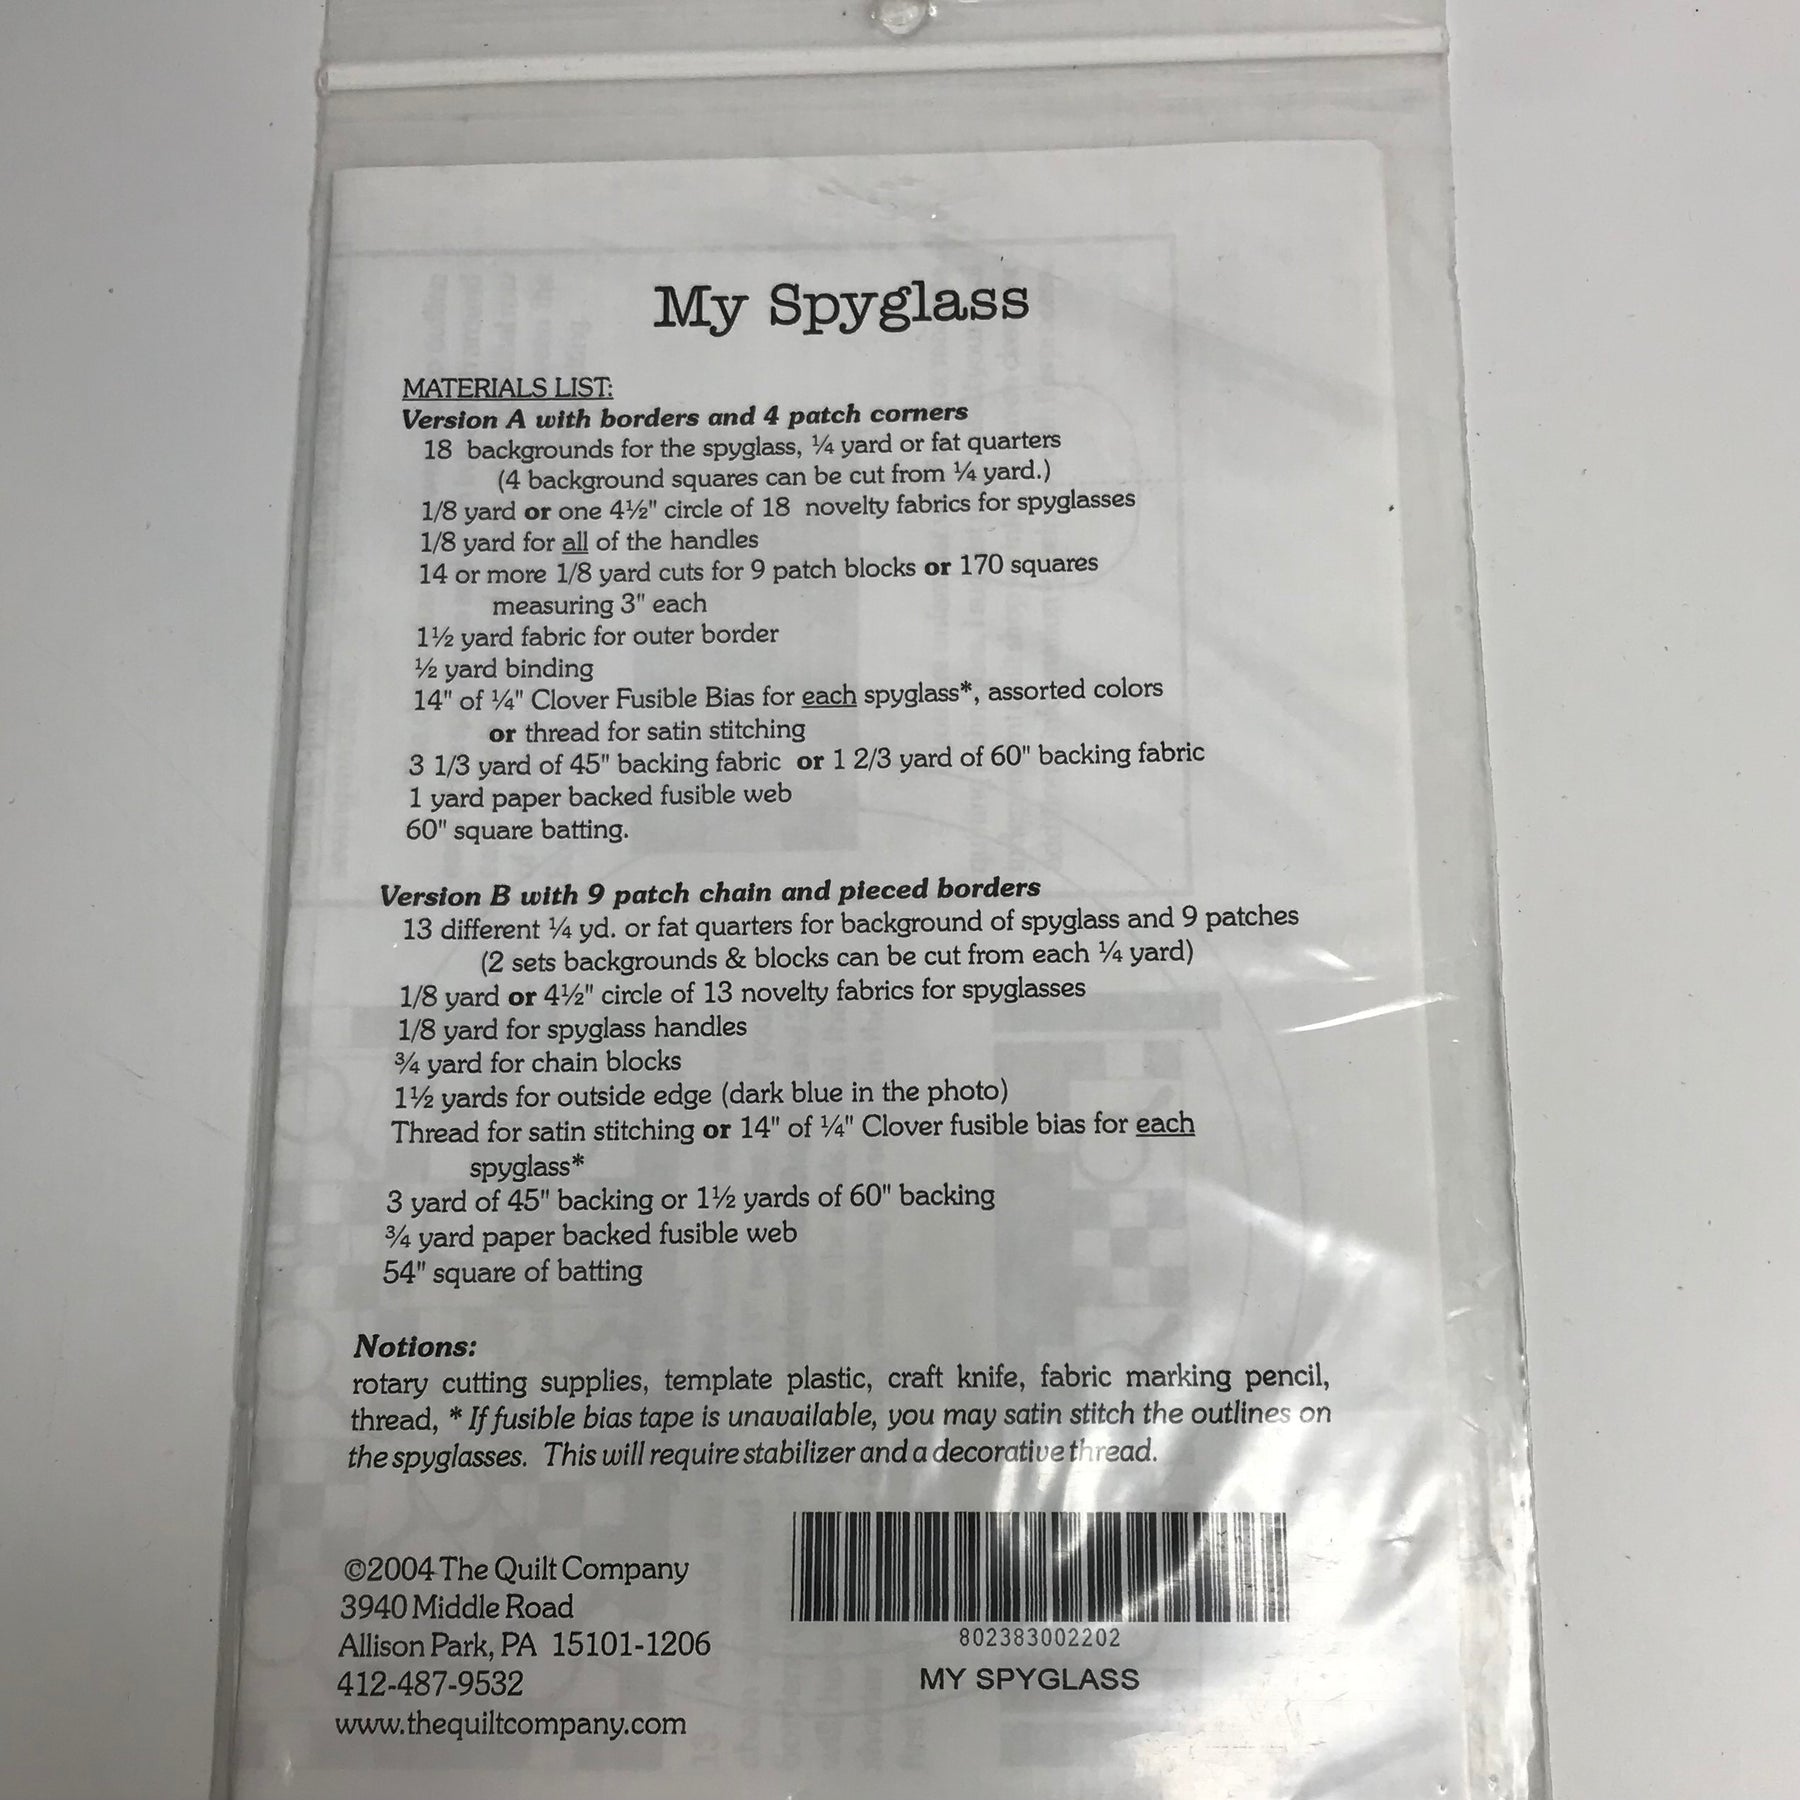 My Spyglass
MATERIALS LIST:
Version A with borders and 4 patch corners
18 backgrounds for the spyglass, ¼ yard or fat quarters
(4 background squares can be cut from ¼ yard.)
1/8 yard or one 4½" circle of 18 novelty fabrics for spyglasses
1/8 yard for all of the handles
14 or more 1/8 yard cuts for 9 patch blocks or 170 squares
measuring 3" each
1½ yard fabric for outer border
½ yard binding
14" of ¼" Clover Fusible Bias for each spyglass*, assorted colors
or thread for satin stitching
3 1/3 yard of 45" backing fabric or 1 2/3 yard of 60" backing fabric
1 yard paper backed fusible web
60" square batting.
Version B with 9 patch chain and pieced borders
13 different ¼ yd. or fat quarters for background of spyglass and 9 patches
(2 sets backgrounds & blocks can be cut from each ¼ yard)
1/8 yard or 4½" circle of 13 novelty fabrics for spyglasses
1/8 yard for spyglass handles
¾ yard for chain blocks
1½ yards for outside edge (dark blue in the photo)
Thread for satin stitching or 14" of ¼" Clover fusible bias for each
spyglass*
3 yard of 45" backing or 1½ yards of 60" backing
¾ yard paper backed fusible web
54" square of batting
Notions:
rotary cutting supplies, template plastic, craft knife, fabric marking pencil,
thread, * If fusible bias tape is unavailable, you may satin stitch the outlines on
the spyglasses. This will require stabilizer and a decorative thread.
©2004 The Quilt Company
3940 Middle Road
Allison Park, PA 15101-1206
412-487-9532
www.thequiltcompany.com
802383002202
MY SPYGLASS